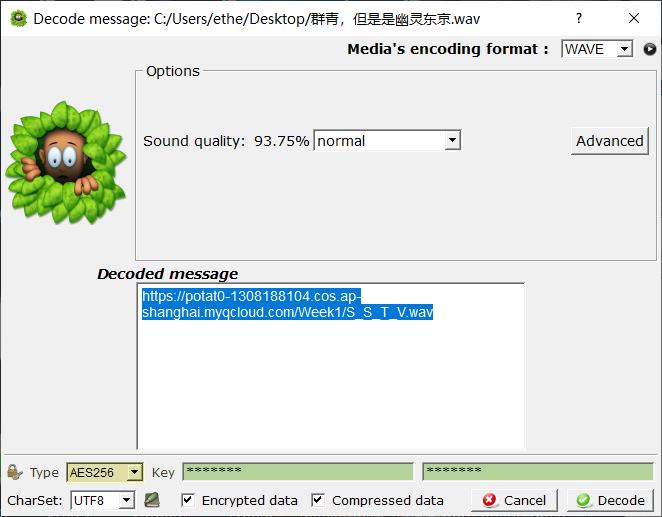 Decode message: C:/Users/ethe/Desktop/群青，但是是幽灵东京.wav
Media's encoding format :
WAVE
Options
Sound quality: 93.75%
normal
Advanced
Decoded message
https://potat0-1308188104.cos.ap-
shanghai.myqcloud.com/Week1/S_S_T_V.wav
Type
AES256
Key
*******
*******
CharSet:
UTF8
Encrypted data
Compressed data
Cancel
Decode